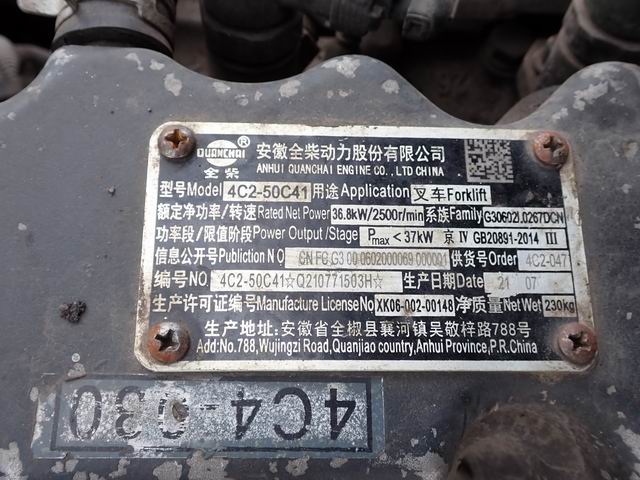 QUANCHAI ®
全柴
安徽全柴动力股份有限公司
ANHUI QUANCHAI ENGINE CO., LTD CHINA
型号Model 4C2-50C41 用途Application 叉车Forklift
额定净功率/转速Rated Net Power 36.8kW/2500r/min 系族Family G30602L0267DCN
功率段/限值阶段Power Output/Stage Pmax<37kW 京 IV GB20891-2014 III
信息公开号Publiction NO CN FC G3 00 0602000069 000001 供货号Order 4C2-047
编号NO. 4C2-50C41☆Q210771503H☆ 生产日期Date 21 07
生产许可证编号Manufacture License No XK06-002-00148 净质量Net Wet 230kg
生产地址:安徽省全椒县襄河镇吴敬梓路788号
Add:No.788,Wujingzi Road,Quanjiao country,Anhui Province,P.R.China
4C4-030